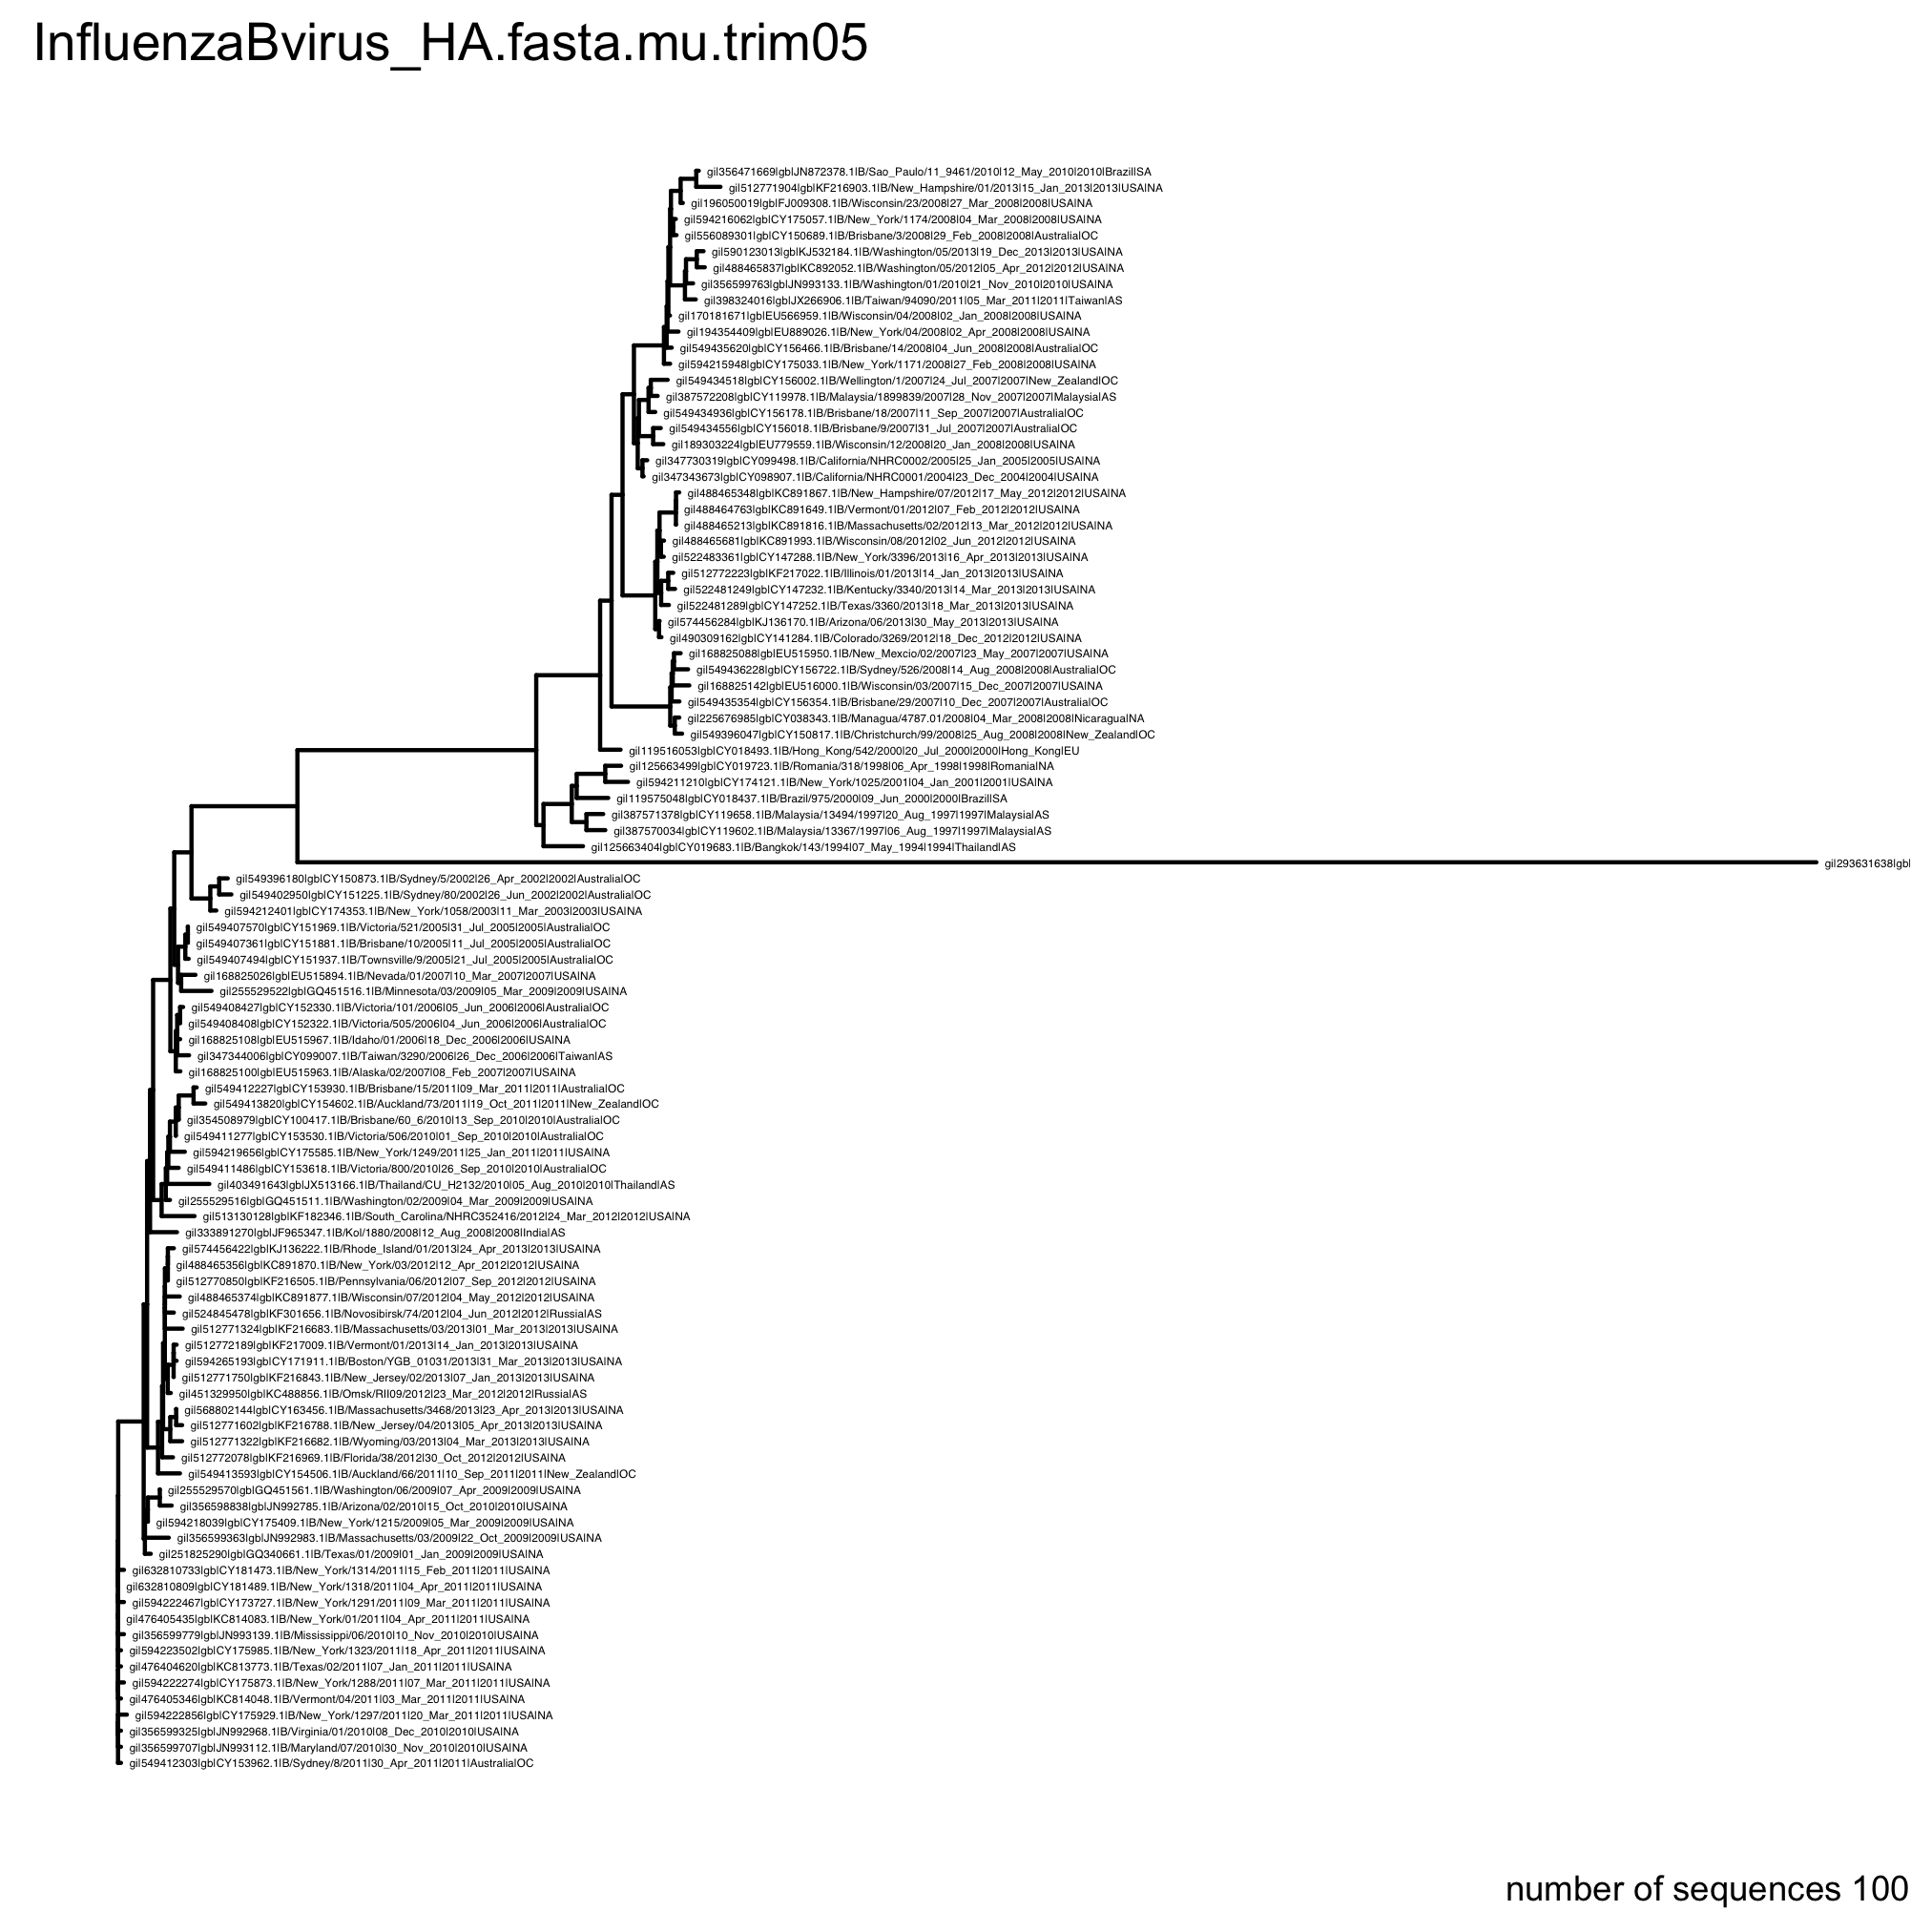 InfluenzaBvirus_HA.fasta.mu.trim05
gi|356471669|gb|JN872378.1|B/Sao_Paulo/11_9461/2010|12_May_2010|2010|Brazil|SA
gi|512771904|gb|KF216903.1|B/New_Hampshire/01/2013|15_Jan_2013|2013|USA|NA
gi|196050019|gb|FJ009308.1|B/Wisconsin/23/2008|27_Mar_2008|2008|USA|NA
gi|594216062|gb|CY175057.1|B/New_York/1174/2008|04_Mar_2008|2008|USA|NA
gi|556089301|gb|CY150689.1|B/Brisbane/3/2008|29_Feb_2008|2008|Australia|OC
gi|590123013|gb|KJ532184.1|B/Washington/05/2013|19_Dec_2013|2013|USA|NA
gi|488465837|gb|KC892052.1|B/Washington/05/2012|05_Apr_2012|2012|USA|NA
gi|356599763|gb|JN993133.1|B/Washington/01/2010|21_Nov_2010|2010|USA|NA
gi|398324016|gb|JX266906.1|B/Taiwan/94090/2011|05_Mar_2011|2011|Taiwan|AS
gi|170181671|gb|EU566959.1|B/Wisconsin/04/2008|02_Jan_2008|2008|USA|NA
gi|194354409|gb|EU889026.1|B/New_York/04/2008|02_Apr_2008|2008|USA|NA
gi|549435620|gb|CY156466.1|B/Brisbane/14/2008|04_Jun_2008|2008|Australia|OC
gi|594215948|gb|CY175033.1|B/New_York/1171/2008|27_Feb_2008|2008|USA|NA
gi|549434518|gb|CY156002.1|B/Wellington/1/2007|24_Jul_2007|2007|New_Zealand|OC
gi|387572208|gb|CY119978.1|B/Malaysia/1899839/2007|28_Nov_2007|2007|Malaysia|AS
gi|549434936|gb|CY156178.1|B/Brisbane/18/2007|11_Sep_2007|2007|Australia|OC
gi|549434556|gb|CY156018.1|B/Brisbane/9/2007|31_Jul_2007|2007|Australia|OC
gi|189303224|gb|EU779559.1|B/Wisconsin/12/2008|20_Jan_2008|2008|USA|NA
gi|347730319|gb|CY099498.1|B/California/NHRC0002/2005|25_Jan_2005|2005|USA|NA
gi|347343673|gb|CY098907.1|B/California/NHRC0001/2004|23_Dec_2004|2004|USA|NA
gi|488465348|gb|KC891867.1|B/New_Hampshire/07/2012|17_May_2012|2012|USA|NA
gi|488464763|gb|KC891649.1|B/Vermont/01/2012|07_Feb_2012|2012|USA|NA
gi|488465213|gb|KC891816.1|B/Massachusetts/02/2012|13_Mar_2012|2012|USA|NA
gi|488465681|gb|KC891993.1|B/Wisconsin/08/2012|02_Jun_2012|2012|USA|NA
gi|522483361|gb|CY147288.1|B/New_York/3396/2013|16_Apr_2013|2013|USA|NA
gi|512772223|gb|KF217022.1|B/Illinois/01/2013|14_Jan_2013|2013|USA|NA
gi|522481249|gb|CY147232.1|B/Kentucky/3340/2013|14_Mar_2013|2013|USA|NA
gi|522481289|gb|CY147252.1|B/Texas/3360/2013|18_Mar_2013|2013|USA|NA
gi|574456284|gb|KJ136170.1|B/Arizona/06/2013|30_May_2013|2013|USA|NA
gi|490309162|gb|CY141284.1|B/Colorado/3269/2012|18_Dec_2012|2012|USA|NA
gi|168825088|gb|EU515950.1|B/New_Mexcio/02/2007|23_May_2007|2007|USA|NA
gi|549436228|gb|CY156722.1|B/Sydney/526/2008|14_Aug_2008|2008|Australia|OC
gi|168825142|gb|EU516000.1|B/Wisconsin/03/2007|15_Dec_2007|2007|USA|NA
gi|549435354|gb|CY156354.1|B/Brisbane/29/2007|10_Dec_2007|2007|Australia|OC
gi|225676985|gb|CY038343.1|B/Managua/4787.01/2008|04_Mar_2008|2008|Nicaragua|NA
gi|549396047|gb|CY150817.1|B/Christchurch/99/2008|25_Aug_2008|2008|New_Zealand|OC
gi|119516053|gb|CY018493.1|B/Hong_Kong/542/2000|20_Jul_2000|2000|Hong_Kong|EU
gi|125663499|gb|CY019723.1|B/Romania/318/1998|06_Apr_1998|1998|Romania|NA
gi|594211210|gb|CY174121.1|B/New_York/1025/2001|04_Jan_2001|2001|USA|NA
gi|119575048|gb|CY018437.1|B/Brazil/975/2000|09_Jun_2000|2000|Brazil|SA
gi|387571378|gb|CY119658.1|B/Malaysia/13494/1997|20_Aug_1997|1997|Malaysia|AS
gi|387570034|gb|CY119602.1|B/Malaysia/13367/1997|06_Aug_1997|1997|Malaysia|AS
gi|125663404|gb|CY019683.1|B/Bangkok/143/1994|07_May_1994|1994|Thailand|AS
gi|293631638|gb|
gi|549396180|gb|CY150873.1|B/Sydney/5/2002|26_Apr_2002|2002|Australia|OC
gi|549402950|gb|CY151225.1|B/Sydney/80/2002|26_Jun_2002|2002|Australia|OC
gi|594212401|gb|CY174353.1|B/New_York/1058/2003|11_Mar_2003|2003|USA|NA
gi|549407570|gb|CY151969.1|B/Victoria/521/2005|31_Jul_2005|2005|Australia|OC
gi|549407361|gb|CY151881.1|B/Brisbane/10/2005|11_Jul_2005|2005|Australia|OC
gi|549407494|gb|CY151937.1|B/Townsville/9/2005|21_Jul_2005|2005|Australia|OC
gi|168825026|gb|EU515894.1|B/Nevada/01/2007|10_Mar_2007|2007|USA|NA
gi|255529522|gb|GQ451516.1|B/Minnesota/03/2009|05_Mar_2009|2009|USA|NA
gi|549408427|gb|CY152330.1|B/Victoria/101/2006|05_Jun_2006|2006|Australia|OC
gi|549408408|gb|CY152322.1|B/Victoria/505/2006|04_Jun_2006|2006|Australia|OC
gi|168825108|gb|EU515967.1|B/Idaho/01/2006|18_Dec_2006|2006|USA|NA
gi|347344006|gb|CY099007.1|B/Taiwan/3290/2006|26_Dec_2006|2006|Taiwan|AS
gi|168825100|gb|EU515963.1|B/Alaska/02/2007|08_Feb_2007|2007|USA|NA
gi|549412227|gb|CY153930.1|B/Brisbane/15/2011|09_Mar_2011|2011|Australia|OC
gi|549413820|gb|CY154602.1|B/Auckland/73/2011|19_Oct_2011|2011|New_Zealand|OC
gi|354508979|gb|CY100417.1|B/Brisbane/60_6/2010|13_Sep_2010|2010|Australia|OC
gi|549411277|gb|CY153530.1|B/Victoria/506/2010|01_Sep_2010|2010|Australia|OC
gi|594219656|gb|CY175585.1|B/New_York/1249/2011|25_Jan_2011|2011|USA|NA
gi|549411486|gb|CY153618.1|B/Victoria/800/2010|26_Sep_2010|2010|Australia|OC
gi|403491643|gb|JX513166.1|B/Thailand/CU_H2132/2010|05_Aug_2010|2010|Thailand|AS
gi|255529516|gb|GQ451511.1|B/Washington/02/2009|04_Mar_2009|2009|USA|NA
gi|513130128|gb|KF182346.1|B/South_Carolina/NHRC352416/2012|24_Mar_2012|2012|USA|NA
gi|333891270|gb|JF965347.1|B/Kol/1880/2008|12_Aug_2008|2008|India|AS
gi|574456422|gb|KJ136222.1|B/Rhode_Island/01/2013|24_Apr_2013|2013|USA|NA
gi|488465356|gb|KC891870.1|B/New_York/03/2012|12_Apr_2012|2012|USA|NA
gi|512770850|gb|KF216505.1|B/Pennsylvania/06/2012|07_Sep_2012|2012|USA|NA
gi|488465374|gb|KC891877.1|B/Wisconsin/07/2012|04_May_2012|2012|USA|NA
gi|524845478|gb|KF301656.1|B/Novosibirsk/74/2012|04_Jun_2012|2012|Russia|AS
gi|512771324|gb|KF216683.1|B/Massachusetts/03/2013|01_Mar_2013|2013|USA|NA
gi|512772189|gb|KF217009.1|B/Vermont/01/2013|14_Jan_2013|2013|USA|NA
gi|594265193|gb|CY171911.1|B/Boston/YGB_01031/2013|31_Mar_2013|2013|USA|NA
gi|512771750|gb|KF216843.1|B/New_Jersey/02/2013|07_Jan_2013|2013|USA|NA
gi|451329950|gb|KC488856.1|B/Omsk/RII09/2012|23_Mar_2012|2012|Russia|AS
gi|568802144|gb|CY163456.1|B/Massachusetts/3468/2013|23_Apr_2013|2013|USA|NA
gi|512771602|gb|KF216788.1|B/New_Jersey/04/2013|05_Apr_2013|2013|USA|NA
gi|512771322|gb|KF216682.1|B/Wyoming/03/2013|04_Mar_2013|2013|USA|NA
gi|512772078|gb|KF216969.1|B/Florida/38/2012|30_Oct_2012|2012|USA|NA
gi|549413593|gb|CY154506.1|B/Auckland/66/2011|10_Sep_2011|2011|New_Zealand|OC
gi|255529570|gb|GQ451561.1|B/Washington/06/2009|07_Apr_2009|2009|USA|NA
gi|356598838|gb|JN992785.1|B/Arizona/02/2010|15_Oct_2010|2010|USA|NA
gi|594218039|gb|CY175409.1|B/New_York/1215/2009|05_Mar_2009|2009|USA|NA
gi|356599363|gb|JN992983.1|B/Massachusetts/03/2009|22_Oct_2009|2009|USA|NA
gi|251825290|gb|GQ340661.1|B/Texas/01/2009|01_Jan_2009|2009|USA|NA
gi|632810733|gb|CY181473.1|B/New_York/1314/2011|15_Feb_2011|2011|USA|NA
gi|632810809|gb|CY181489.1|B/New_York/1318/2011|04_Apr_2011|2011|USA|NA
gi|594222467|gb|CY173727.1|B/New_York/1291/2011|09_Mar_2011|2011|USA|NA
gi|476405435|gb|KC814083.1|B/New_York/01/2011|04_Apr_2011|2011|USA|NA
gi|356599779|gb|JN993139.1|B/Mississippi/06/2010|10_Nov_2010|2010|USA|NA
gi|594223502|gb|CY175985.1|B/New_York/1323/2011|18_Apr_2011|2011|USA|NA
gi|476404620|gb|KC813773.1|B/Texas/02/2011|07_Jan_2011|2011|USA|NA
gi|594222274|gb|CY175873.1|B/New_York/1288/2011|07_Mar_2011|2011|USA|NA
gi|476405346|gb|KC814048.1|B/Vermont/04/2011|03_Mar_2011|2011|USA|NA
gi|594222856|gb|CY175929.1|B/New_York/1297/2011|20_Mar_2011|2011|USA|NA
gi|356599325|gb|JN992968.1|B/Virginia/01/2010|08_Dec_2010|2010|USA|NA
gi|356599707|gb|JN993112.1|B/Maryland/07/2010|30_Nov_2010|2010|USA|NA
gi|549412303|gb|CY153962.1|B/Sydney/8/2011|30_Apr_2011|2011|Australia|OC
number of sequences 100